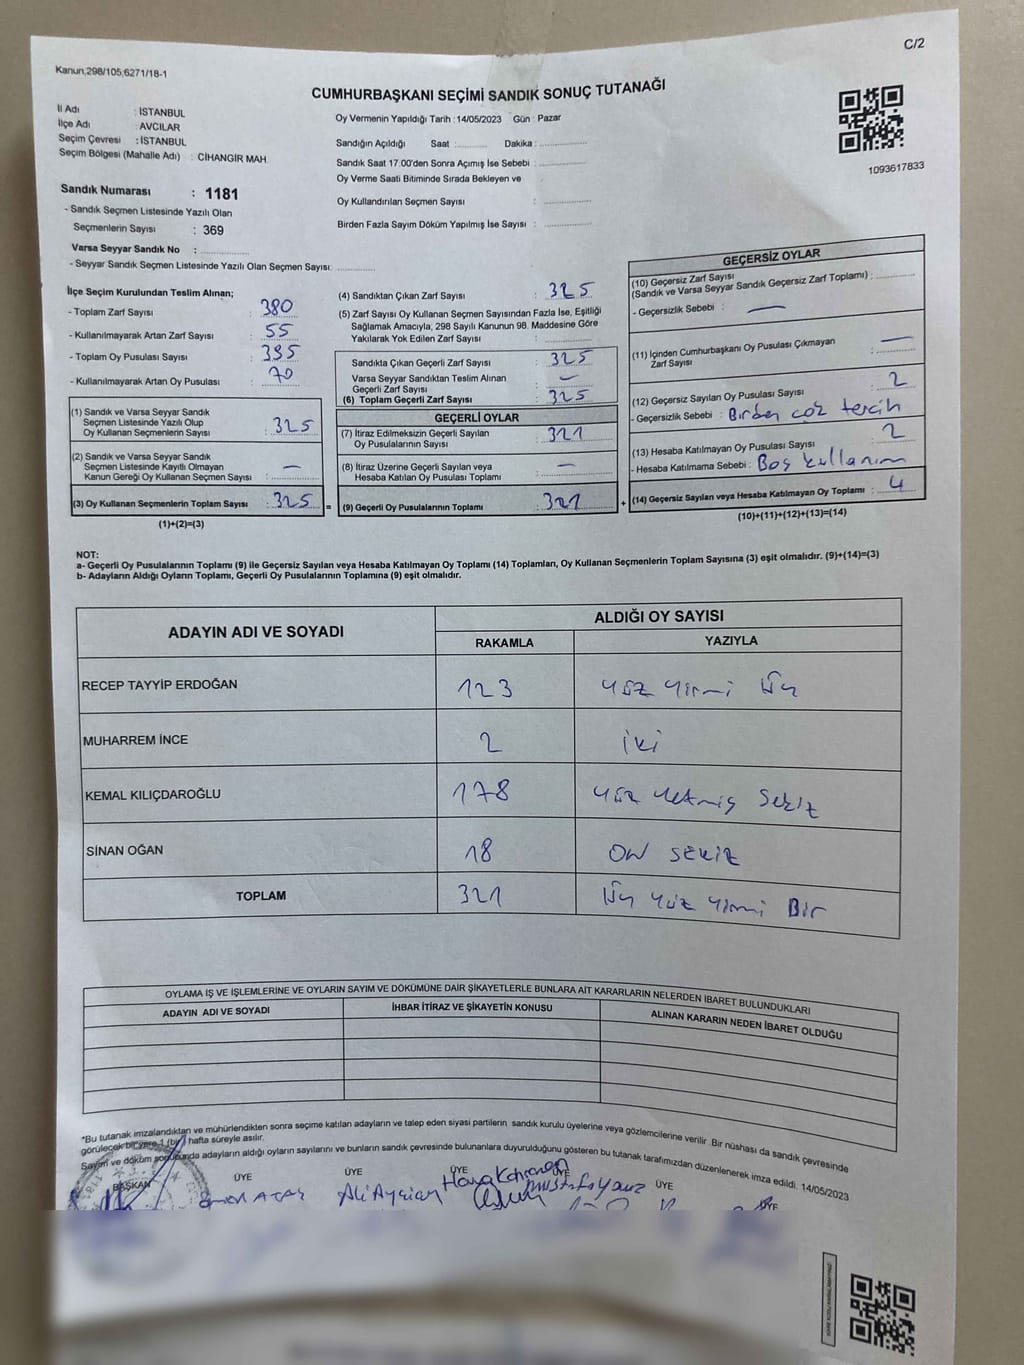 C/2
Kanun,298/105,6271/18-1
CUMHURBAŞKANI SEÇİMİ SANDIK SONUÇ TUTANAĞI
İl Adı : İSTANBUL
İlçe Adı : AVCILAR
Seçim Çevresi : İSTANBUL
Seçim Bölgesi (Mahalle Adı) : CİHANGİR MAH.
Oy Vermenin Yapıldığı Tarih : 14/05/2023 Gün : Pazar
Sandığın Açıldığı Saat : Dakika :
Sandık Saat 17.00'den Sonra Açımış İse Sebebi :
Oy Verme Saati Bitiminde Sırada Bekleyen ve
Oy Kullandırılan Seçmen Sayısı :
Birden Fazla Sayım Döküm Yapılmış İse Sayısı :
1093617833
Sandık Numarası : 1181
- Sandık Seçmen Listesinde Yazılı Olan
Seçmenlerin Sayısı : 369
Varsa Seyyar Sandık No :
- Seyyar Sandık Seçmen Listesinde Yazılı Olan Seçmen Sayısı:
İlçe Seçim Kurulundan Teslim Alınan;
- Toplam Zarf Sayısı : 380
- Kullanılmayarak Artan Zarf Sayısı : 55
- Toplam Oy Pusulası Sayısı : 395
- Kullanılmayarak Artan Oy Pusulası : 70
(1) Sandık ve Varsa Seyyar Sandık
Seçmen Listesinde Yazılı Olup
Oy Kullanan Seçmenlerin Sayısı : 325
(2) Sandık ve Varsa Seyyar Sandık
Seçmen Listesinde Kayıtlı Olmayan
Kanun Gereği Oy Kullanan Seçmen Sayısı : —
(3) Oy Kullanan Seçmenlerin Toplam Sayısı : 325 =
(1)+(2)=(3)
(4) Sandıktan Çıkan Zarf Sayısı : 325
(5) Zarf Sayısı Oy Kullanan Seçmen Sayısından Fazla İse, Eşitliği
Sağlamak Amacıyla, 298 Sayılı Kanunun 98. Maddesine Göre
Yakılarak Yok Edilen Zarf Sayısı :
Sandıkta Çıkan Geçerli Zarf Sayısı : 325
Varsa Seyyar Sandıktan Teslim Alınan
Geçerli Zarf Sayısı : —
(6) Toplam Geçerli Zarf Sayısı : 325
GEÇERLİ OYLAR
(7) İtiraz Edilmeksizin Geçerli Sayılan
Oy Pusulalarının Sayısı : 321
(8) İtiraz Üzerine Geçerli Sayılan veya
Hesaba Katılan Oy Pusulası Toplamı : —
(9) Geçerli Oy Pusulalarının Toplamı : 321 +
GEÇERSİZ OYLAR
(10) Geçersiz Zarf Sayısı
(Sandık ve Varsa Seyyar Sandık Geçersiz Zarf Toplamı) :
- Geçersizlik Sebebi : —
(11) İçinden Cumhurbaşkanı Oy Pusulası Çıkmayan
Zarf Sayısı : —
(12) Geçersiz Sayılan Oy Pusulası Sayısı : 2
- Geçersizlik Sebebi : Birden çok tercih
(13) Hesaba Katılmayan Oy Pusulası Sayısı : 2
- Hesaba Katılmama Sebebi : Boş kullanım
(14) Geçersiz Sayılan veya Hesaba Katılmayan Oy Toplamı : 4
(10)+(11)+(12)+(13)=(14)
NOT:
a- Geçerli Oy Pusulalarının Toplamı (9) ile Geçersiz Sayılan veya Hesaba Katılmayan Oy Toplamı (14) Toplamları, Oy Kullanan Seçmenlerin Toplam Sayısına (3) eşit olmalıdır. (9)+(14)=(3)
b- Adayların Aldığı Oyların Toplamı, Geçerli Oy Pusulalarının Toplamına (9) eşit olmalıdır.
ADAYIN ADI VE SOYADI
ALDIĞI OY SAYISI
RAKAMLA YAZIYLA
RECEP TAYYİP ERDOĞAN 123 yüz yirmi üç
MUHARREM İNCE 2 iki
KEMAL KILIÇDAROĞLU 178 yüz yetmiş sekiz
SİNAN OĞAN 18 on sekiz
TOPLAM 321 üç yüz yirmi Bir
OYLAMA İŞ VE İŞLEMLERİNE VE OYLARIN SAYIM VE DÖKÜMÜNE DAİR ŞİKAYETLERLE BUNLARA AİT KARARLARIN NELERDEN İBARET BULUNDUKLARI
ADAYIN ADI VE SOYADI İHBAR İTİRAZ VE ŞİKAYETİN KONUSU ALINAN KARARIN NEDEN İBARET OLDUĞU
*Bu tutanak imzalandıktan ve mühürlendikten sonra seçime katılan adayların ve talep eden siyasi partilerin sandık kurulu üyelerine veya gözlemcilerine verilir. Bir nüshası da sandık çevresinde
görülecek bir yere 1 (bir) hafta süreyle asılır.
Sayım ve döküm sonucunda adayların aldığı oyların sayılarını ve bunların sandık çevresinde bulunanlara duyurulduğunu gösteren bu tutanak tarafımızdan düzenlenerek imza edildi. 14/05/2023
BAŞKAN ÜYE ÜYE ÜYE ÜYE ÜYE ÜYE